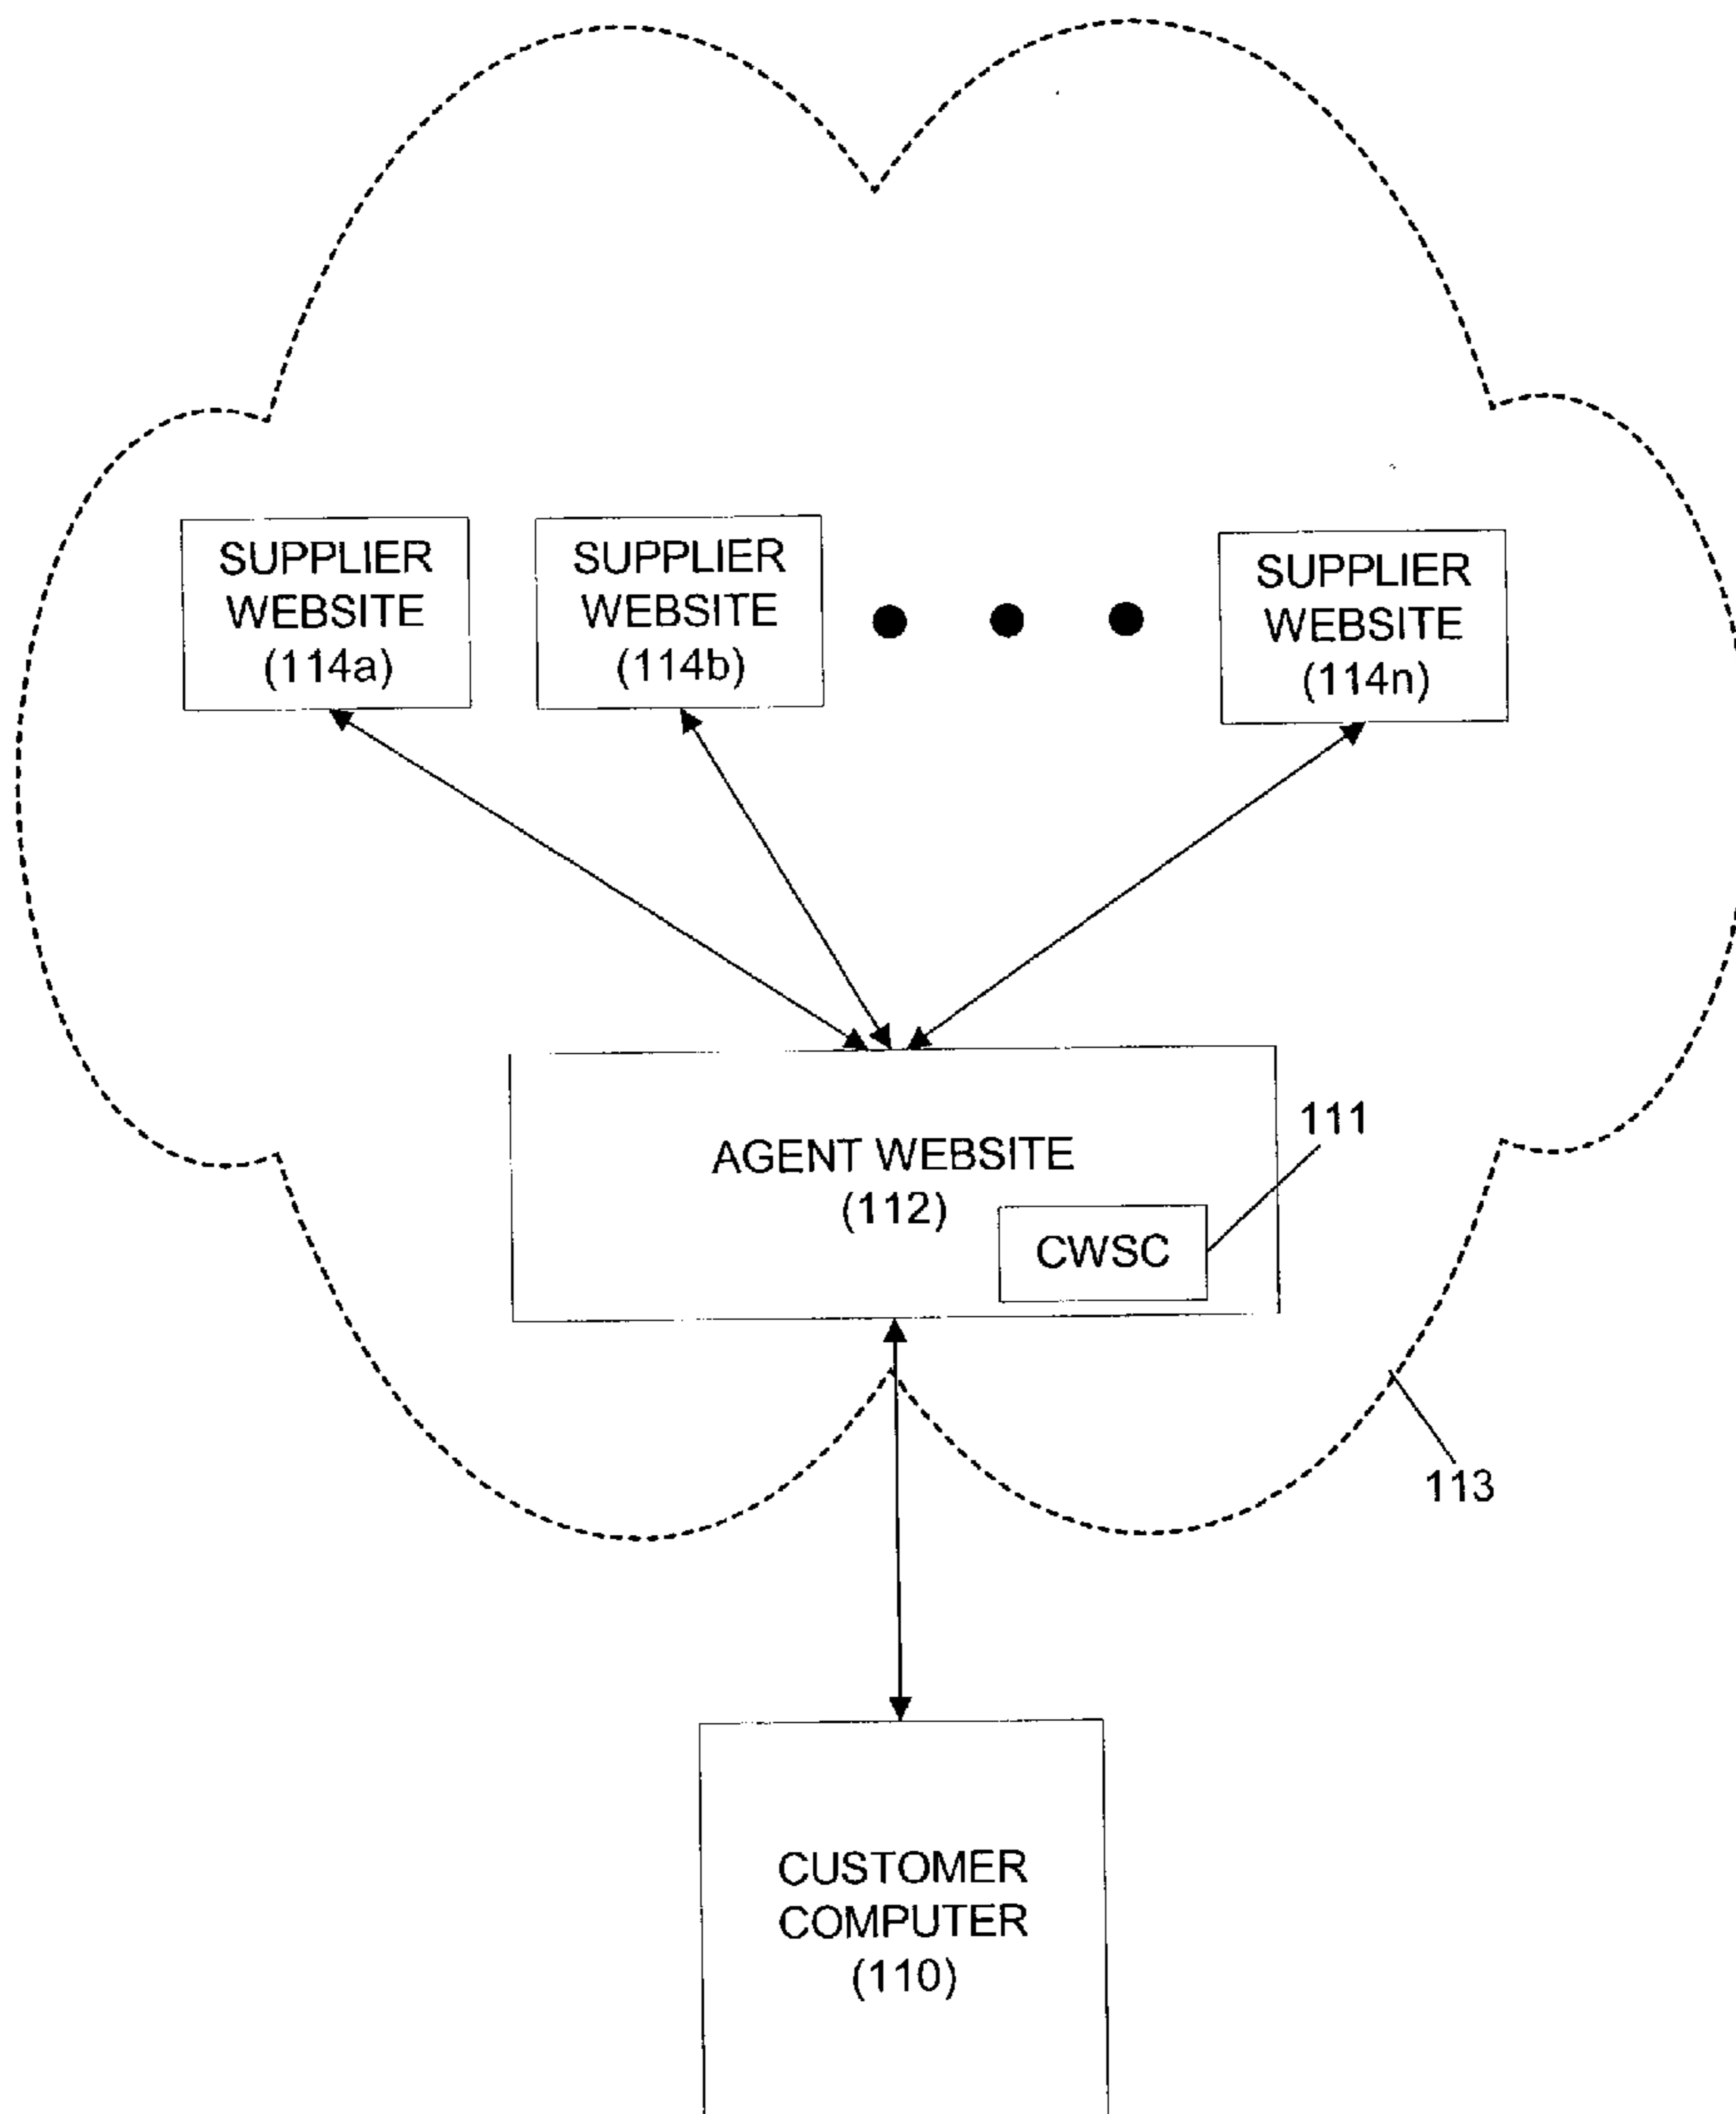 SUPPLIER
WEBSITE
(114a)
SUPPLIER
WEBSITE
(114b)
SUPPLIER
WEBSITE
(114n)
AGENT WEBSITE
(112)
111
CWSC
113
CUSTOMER
COMPUTER
(110)